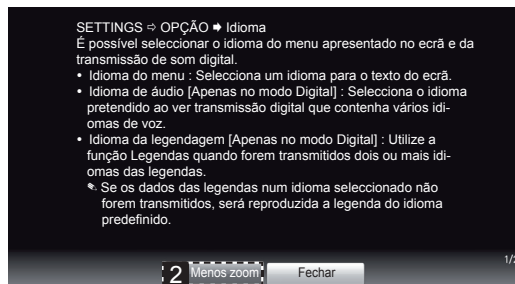 SETTINGS ⇨ OPÇÃO ➡ Idioma
É possível seleccionar o idioma do menu apresentado no ecrã e da
transmissão de som digital.
• Idioma do menu : Selecciona um idioma para o texto do ecrã.
• Idioma de áudio [Apenas no modo Digital] : Selecciona o idioma
pretendido ao ver transmissão digital que contenha vários idi-
omas de voz.
• Idioma da legendagem [Apenas no modo Digital] : Utilize a
função Legendas quando forem transmitidos dois ou mais idi-
omas das legendas.
✎ Se os dados das legendas num idioma seleccionado não
forem transmitidos, será reproduzida a legenda do idioma
predefinido.
1/2
2 Menos zoom Fechar